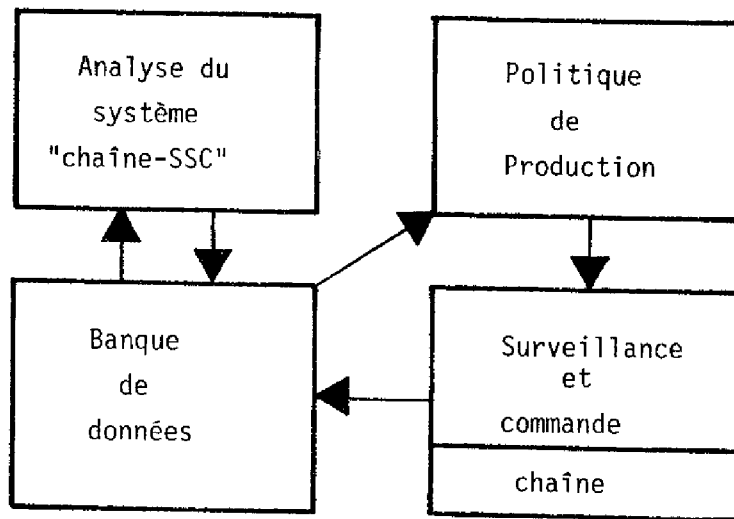 Analyse du
système
"chaîne-SSC"
Politique
de
Production
Banque
de
données
Surveillance
et
commande
chaîne